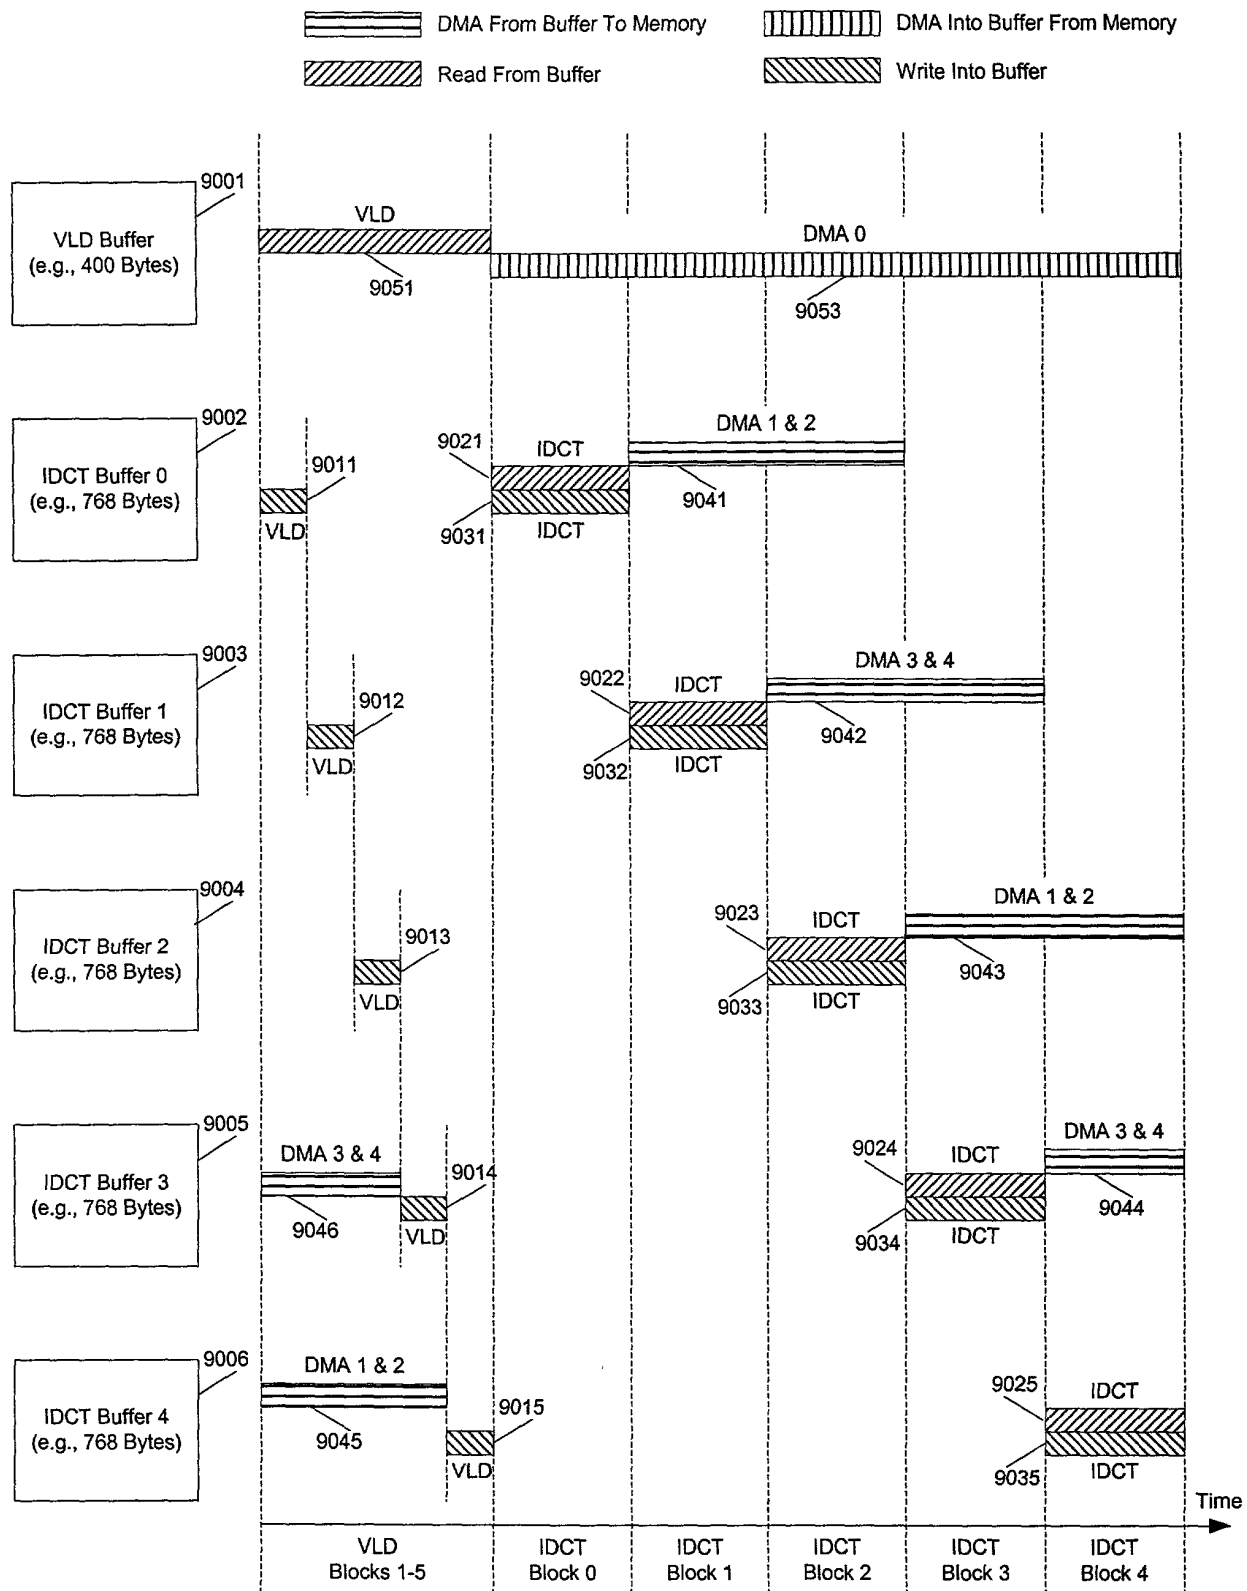 DMA From Buffer To Memory
DMA Into Buffer From Memory
Read From Buffer
Write Into Buffer
9001
VLD Buffer
(e.g., 400 Bytes)
VLD
9051
DMA 0
9053
9002
IDCT Buffer 0
(e.g., 768 Bytes)
9011
VLD
9021
IDCT
9031
IDCT
DMA 1 & 2
9041
9003
IDCT Buffer 1
(e.g., 768 Bytes)
9012
VLD
9022
IDCT
9032
IDCT
DMA 3 & 4
9042
9004
IDCT Buffer 2
(e.g., 768 Bytes)
9013
VLD
9023
IDCT
9033
IDCT
DMA 1 & 2
9043
9005
IDCT Buffer 3
(e.g., 768 Bytes)
DMA 3 & 4
9046
9014
VLD
9024
IDCT
9034
IDCT
DMA 3 & 4
9044
9006
IDCT Buffer 4
(e.g., 768 Bytes)
DMA 1 & 2
9045
9015
VLD
9025
IDCT
9035
IDCT
Time
VLD
Blocks 1-5
IDCT
Block 0
IDCT
Block 1
IDCT
Block 2
IDCT
Block 3
IDCT
Block 4